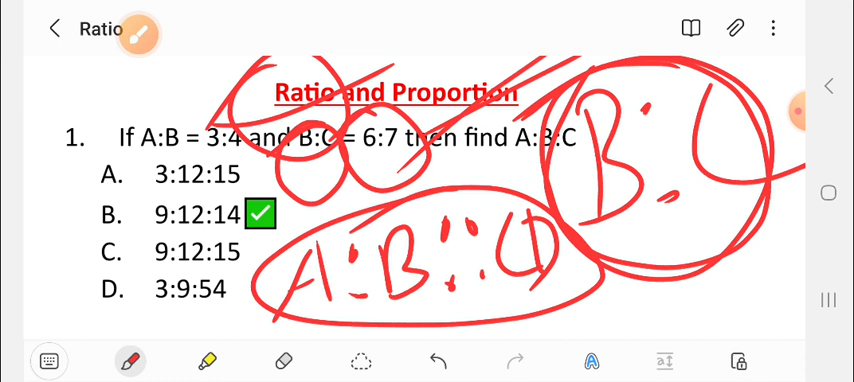 Ratio
Ratio and Proportion
1. If A:B = 3:4 and B:C = 6:7 then find A:B:C
A. 3:12:15
B. 9:12:14
C. 9:12:15
D. 3:9:54
B:C
A:B::C